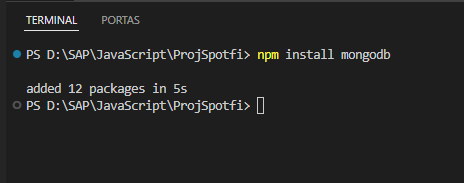 TERMINAL PORTAS
PS D:\SAP\JavaScript\ProjSpotfi> npm install mongodb
added 12 packages in 5s
PS D:\SAP\JavaScript\ProjSpotfi>